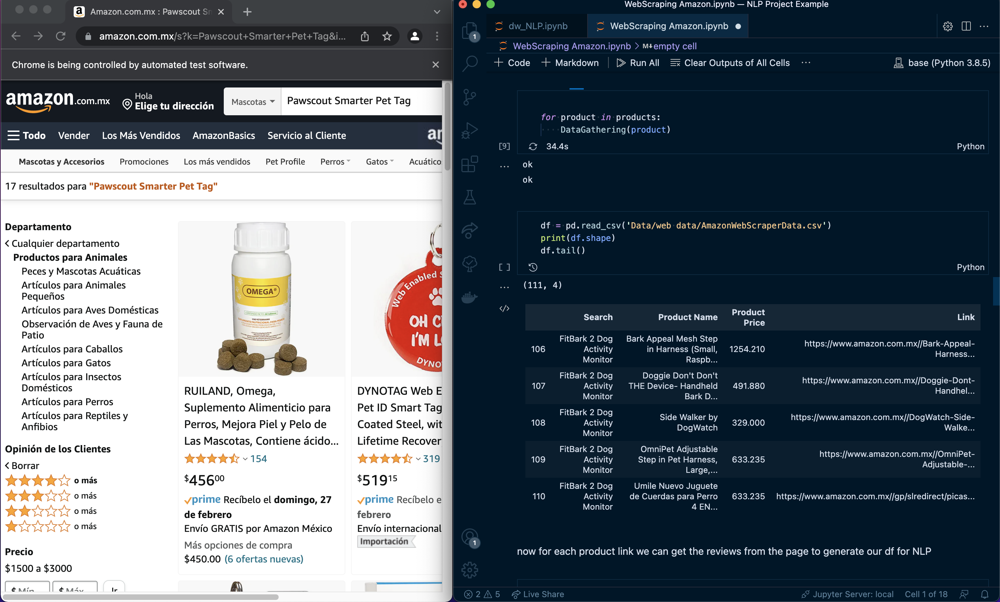 Amazon.com.mx : Pawscout Sm
amazon.com.mx/s?k=Pawscout+Smarter+Pet+Tag&i...
Chrome is being controlled by automated test software.
amazon.com.mx
Hola
Elige tu dirección
Mascotas
Pawscout Smarter Pet Tag
Todo
Vender
Los Más Vendidos
AmazonBasics
Servicio al Cliente
Mascotas y Accesorios
Promociones
Los más vendidos
Pet Profile
Perros
Gatos
Acuáticos
17 resultados para "Pawscout Smarter Pet Tag"
Departamento
Cualquier departamento
Productos para Animales
Peces y Mascotas Acuáticas
Artículos para Animales
Pequeños
Artículos para Aves Domésticas
Observación de Aves y Fauna de
Patio
Artículos para Caballos
Artículos para Gatos
Artículos para Insectos
Domésticos
Artículos para Perros
Artículos para Reptiles y
Anfibios
Opinión de los Clientes
Borrar
o más
o más
o más
o más
Precio
$1500 a $3000
$ Mín
$ Máx
Ir
OMEGA®
CONTENIDO NETO: 60 tabletas
USO VETERINARIO
SUPLEMENTO NUTRICIONAL PARA PERROS
RUILAND, Omega,
Suplemento Alimenticio para
Perros, Mejora Piel y Pelo de
Las Mascotas, Contiene ácido...
154
$456 00
prime Recíbelo el domingo, 27
de febrero
Envío GRATIS por Amazon México
Más opciones de compra
$450.00 (6 ofertas nuevas)
Web Enabled S
OH C
I'M L
DYNO
DYNOTAG Web E
Pet ID Smart Tag
Coated Steel, wit
Lifetime Recover
319
$519 15
prime Recíbelo e
febrero
Envío internacional
Importación
WebScraping Amazon.ipynb — NLP Project Example
dw_NLP.ipynb
WebScraping Amazon.ipynb
WebScraping Amazon.ipynb > M↓ empty cell
+ Code
+ Markdown
Run All
Clear Outputs of All Cells
...
base (Python 3.8.5)
for product in products:
DataGathering(product)
[9]
34.4s
Python
...
ok
ok
df = pd.read_csv('Data/web data/AmazonWebScraperData.csv')
print(df.shape)
df.tail()
[ ]
Python
...
(111, 4)
Search Product Name Product Price Link
106 FitBark 2 Dog Activity Monitor Bark Appeal Mesh Step in Harness (Small, Raspb... 1254.210 https://www.amazon.com.mx//Bark-Appeal-Harness...
107 FitBark 2 Dog Activity Monitor Doggie Don't Don't THE Device- Handheld Bark D... 491.880 https://www.amazon.com.mx//Doggie-Dont-Handhel...
108 FitBark 2 Dog Activity Monitor Side Walker by DogWatch 329.000 https://www.amazon.com.mx//DogWatch-Side-Walke...
109 FitBark 2 Dog Activity Monitor OmniPet Adjustable Step in Pet Harness, Large,... 633.235 https://www.amazon.com.mx//OmniPet-Adjustable-...
110 FitBark 2 Dog Activity Monitor Umile Nuevo Juguete de Cuerdas para Perro 4 EN... 633.235 https://www.amazon.com.mx//gp/slredirect/picas...
now for each product link we can get the reviews from the page to generate our df for NLP
1
1
2
5
Live Share
Jupyter Server: local
Cell 1 of 18